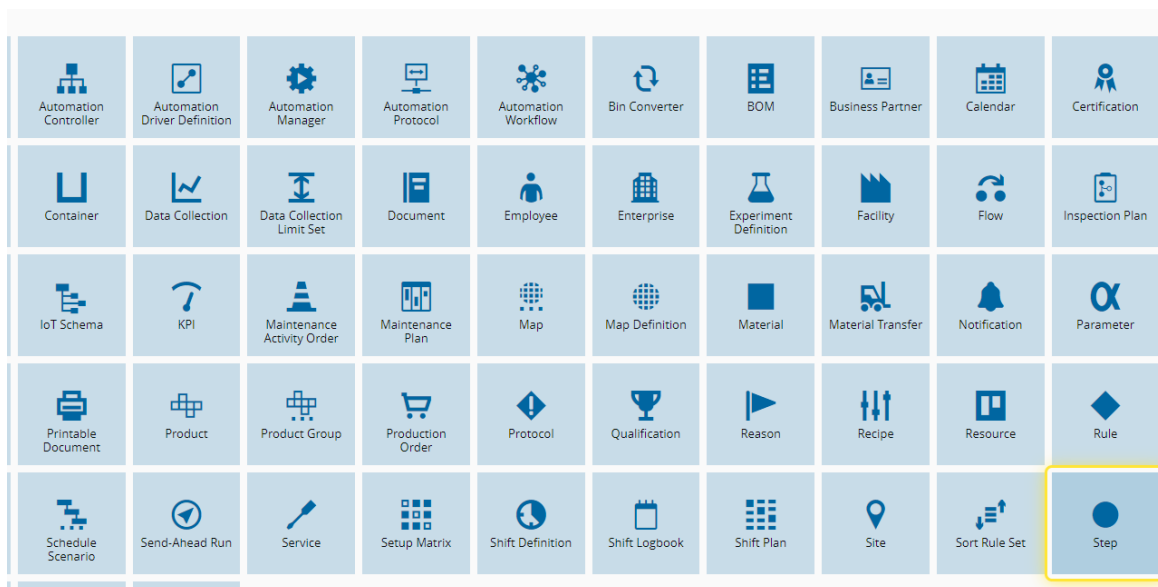 Automation
Controller
Automation
Driver Definition
Automation
Manager
Automation
Protocol
Automation
Workflow
Bin Converter
BOM
Business Partner
Calendar
Certification
Container
Data Collection
Data Collection
Limit Set
Document
Employee
Enterprise
Experiment
Definition
Facility
Flow
Inspection Plan
IoT Schema
KPI
Maintenance
Activity Order
Maintenance
Plan
Map
Map Definition
Material
Material Transfer
Notification
Parameter
Printable
Document
Product
Product Group
Production
Order
Protocol
Qualification
Reason
Recipe
Resource
Rule
Schedule
Scenario
Send-Ahead Run
Service
Setup Matrix
Shift Definition
Shift Logbook
Shift Plan
Site
Sort Rule Set
Step